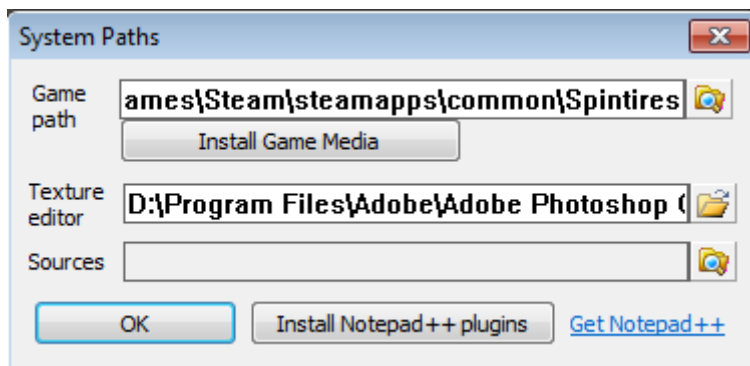 System Paths
Game path
ames\Steam\steamapps\common\Spintires
Install Game Media
Texture editor
D:\Program Files\Adobe\Adobe Photoshop
Sources
OK
Install Notepad++ plugins
Get Notepad++